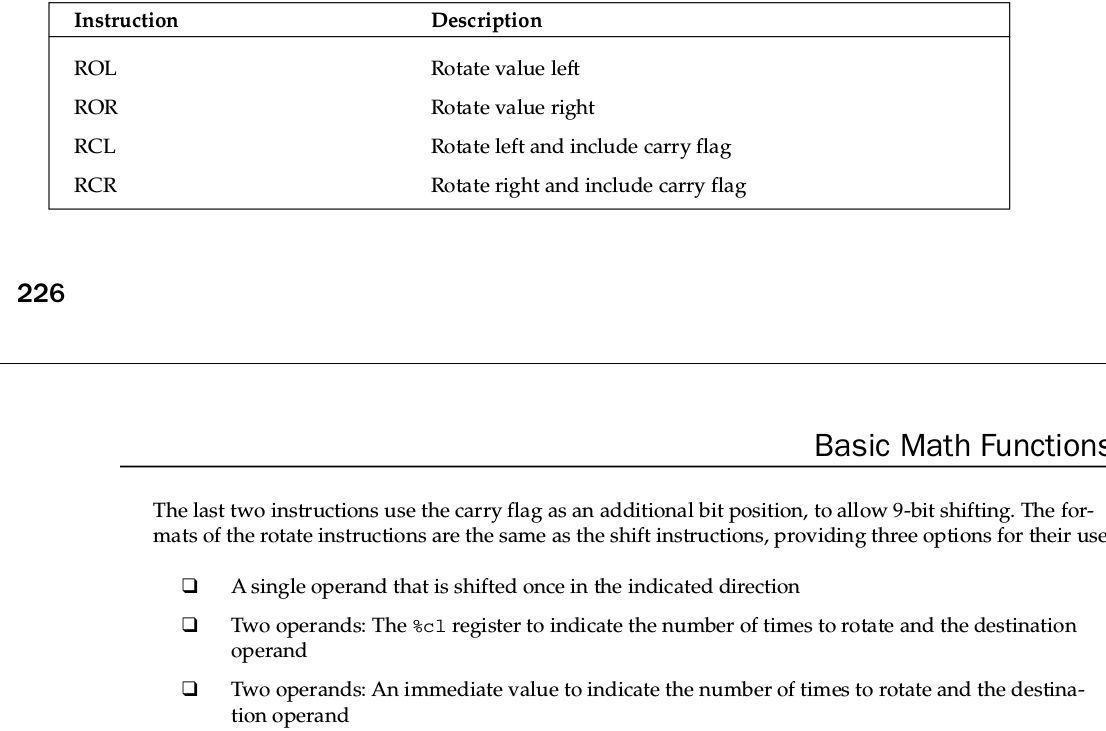 Instruction Description
ROL Rotate value left
ROR Rotate value right
RCL Rotate left and include carry flag
RCR Rotate right and include carry flag
226
Basic Math Functions
The last two instructions use the carry flag as an additional bit position, to allow 9-bit shifting. The for-
mats of the rotate instructions are the same as the shift instructions, providing three options for their use
❑ A single operand that is shifted once in the indicated direction
❑ Two operands: The %cl register to indicate the number of times to rotate and the destination
operand
❑ Two operands: An immediate value to indicate the number of times to rotate and the destina-
tion operand